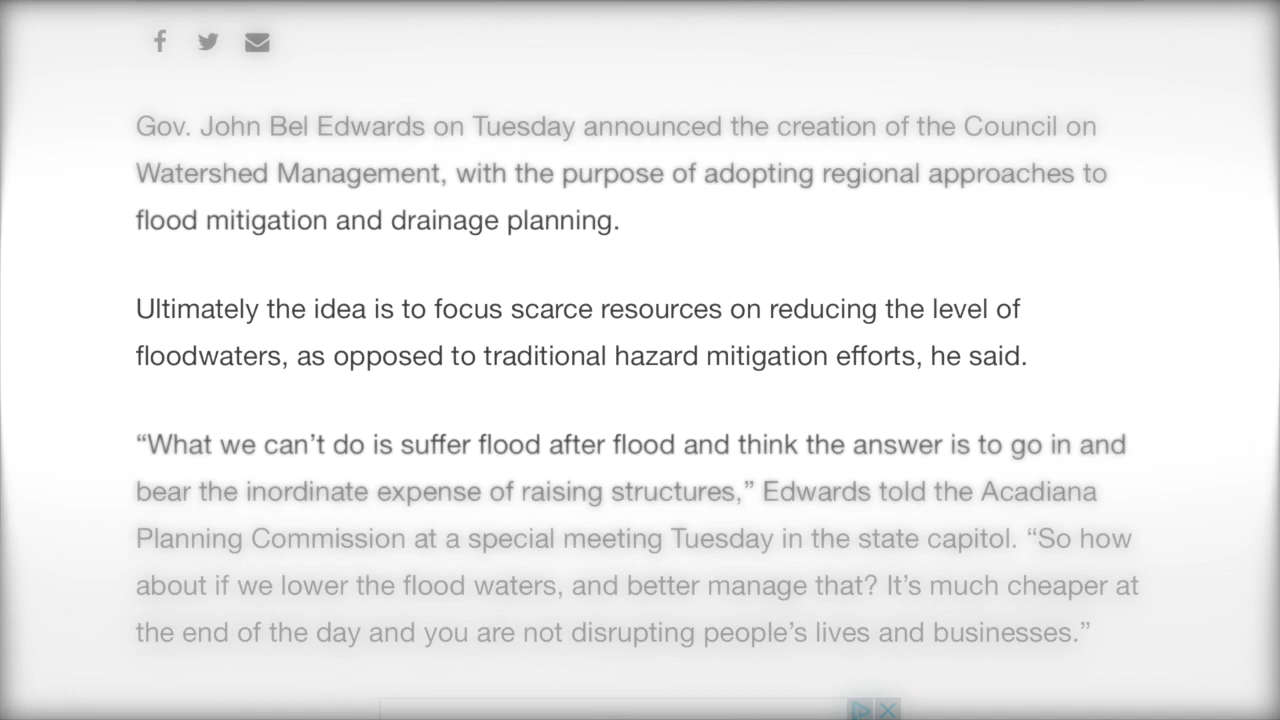 Gov. John Bel Edwards on Tuesday announced the creation of the Council on
Watershed Management, with the purpose of adopting regional approaches to
flood mitigation and drainage planning.
Ultimately the idea is to focus scarce resources on reducing the level of
floodwaters, as opposed to traditional hazard mitigation efforts, he said.
“What we can’t do is suffer flood after flood and think the answer is to go in and
bear the inordinate expense of raising structures,” Edwards told the Acadiana
Planning Commission at a special meeting Tuesday in the state capitol. “So how
about if we lower the flood waters, and better manage that? It’s much cheaper at
the end of the day and you are not disrupting people’s lives and businesses.”